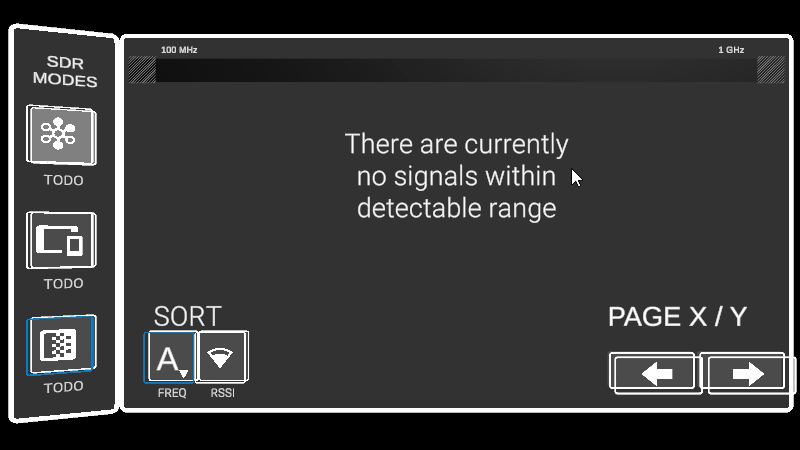 SDR
MODES
TODO
TODO
TODO
100 MHz
1 GHz
There are currently
no signals within
detectable range
SORT
A
FREQ
RSSI
PAGE X / Y